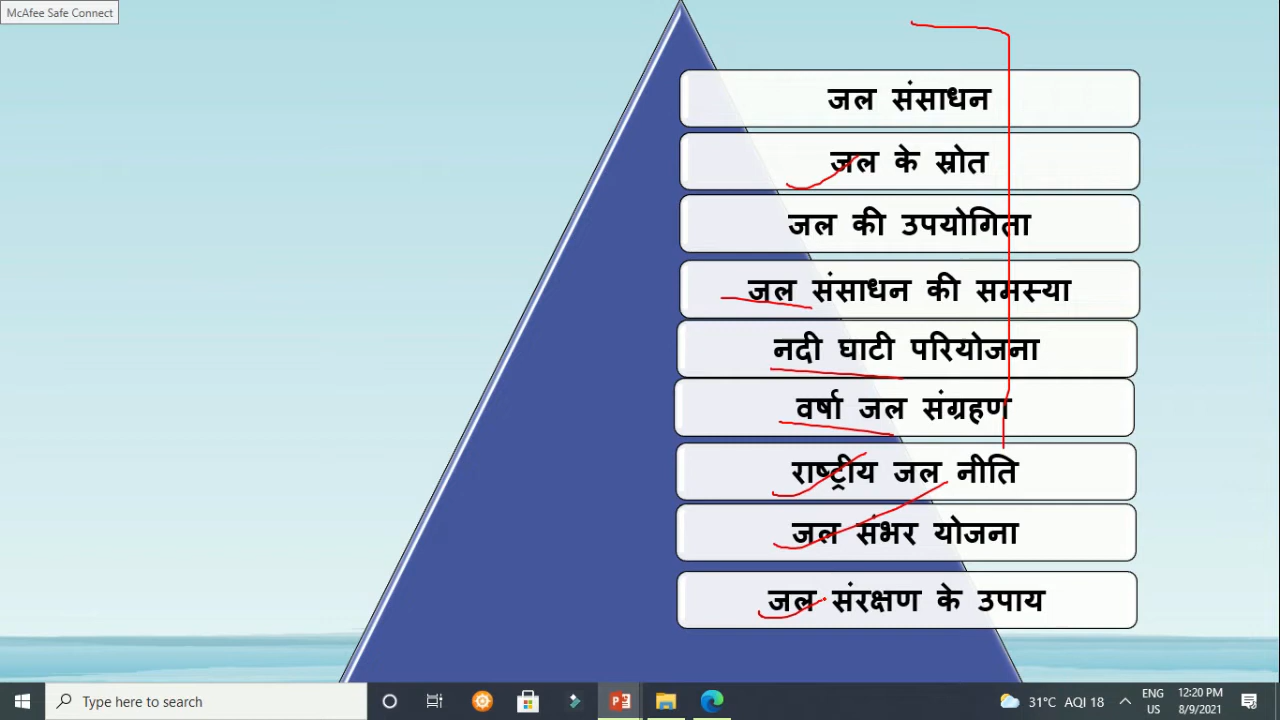 McAfee Safe Connect
जल संसाधन
जल के स्रोत
जल की उपयोगिता
जल संसाधन की समस्या
नदी घाटी परियोजना
वर्षा जल संग्रहण
राष्ट्रीय जल नीति
जल संभर योजना
जल संरक्षण के उपाय
Type here to search
31°C AQI 18
ENG
US
12:20 PM
8/9/2021